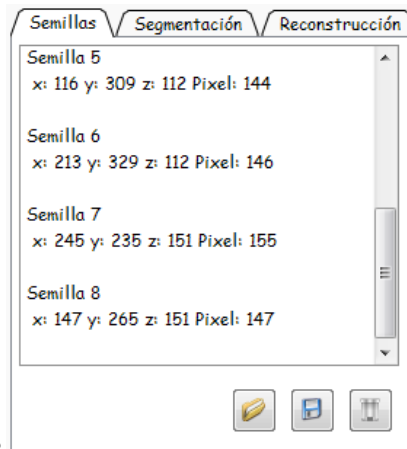 Semillas Segmentación Reconstrucción
Semilla 5
x: 116 y: 309 z: 112 Pixel: 144
Semilla 6
x: 213 y: 329 z: 112 Pixel: 146
Semilla 7
x: 245 y: 235 z: 151 Pixel: 155
Semilla 8
x: 147 y: 265 z: 151 Pixel: 147